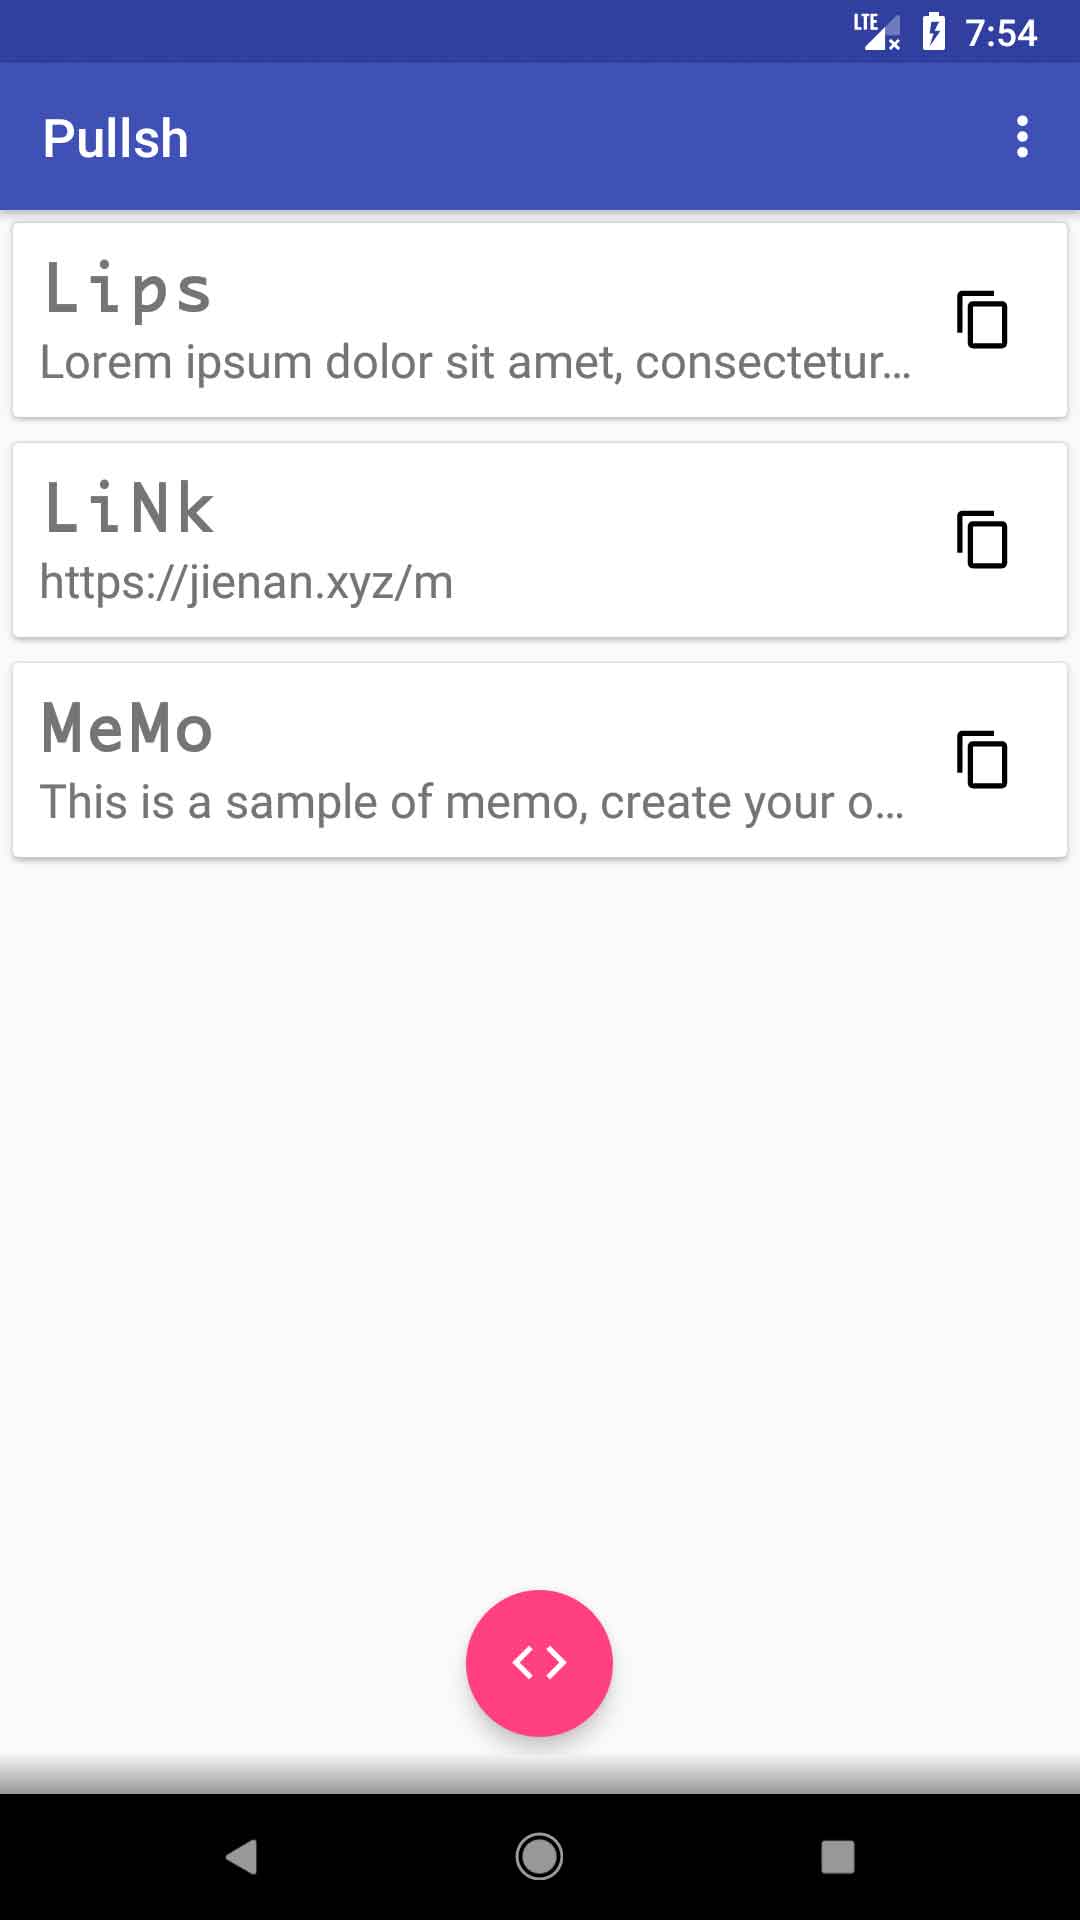 LTE 7:54
Pullsh
Lips
Lorem ipsum dolor sit amet, consectetur...
LiNk
https://jienan.xyz/m
MeMo
This is a sample of memo, create your o...